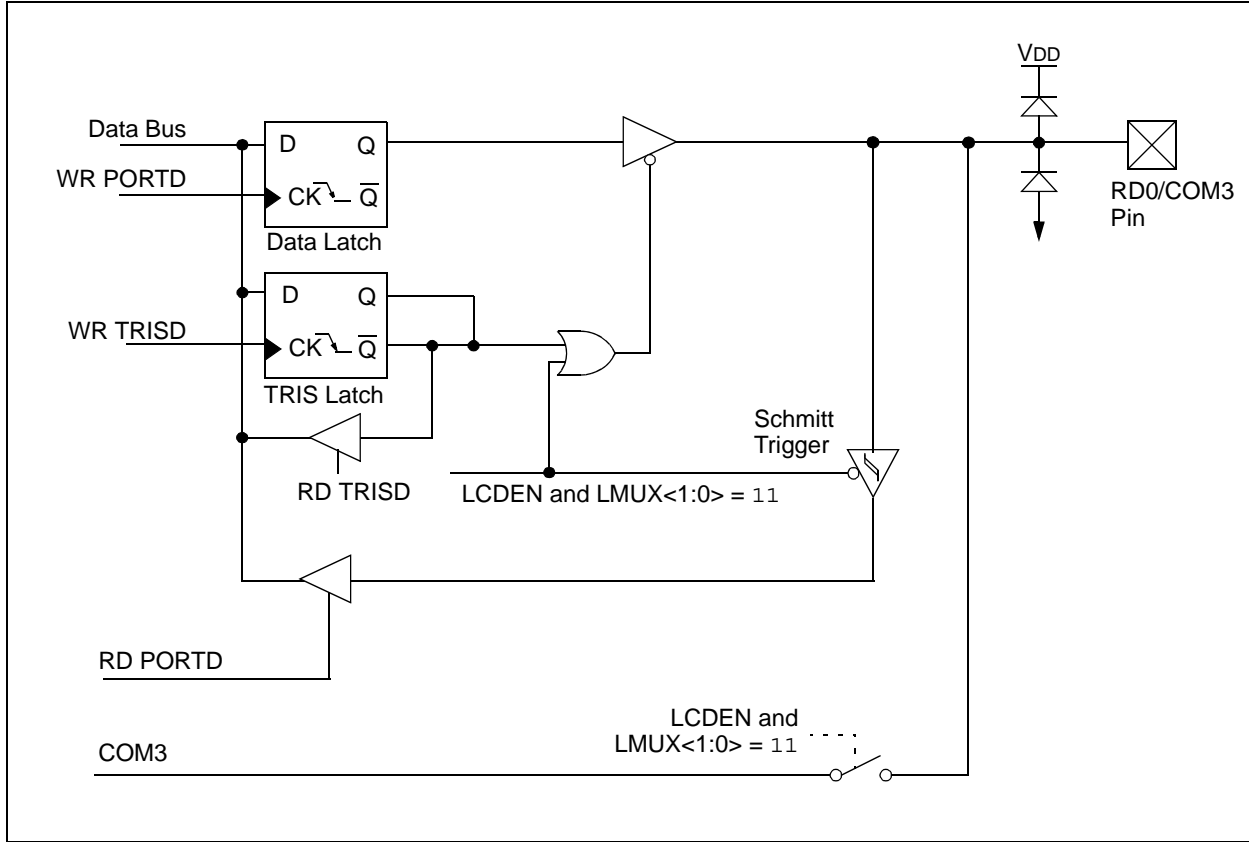 VDD
Data Bus
D Q
WR PORTD
CK Q̅
RD0/COM3
Pin
Data Latch
D Q
WR TRISD
CK Q̅
TRIS Latch
Schmitt
Trigger
RD TRISD
LCDEN and LMUX<1:0> = 11
RD PORTD
LCDEN and
LMUX<1:0> = 11
COM3